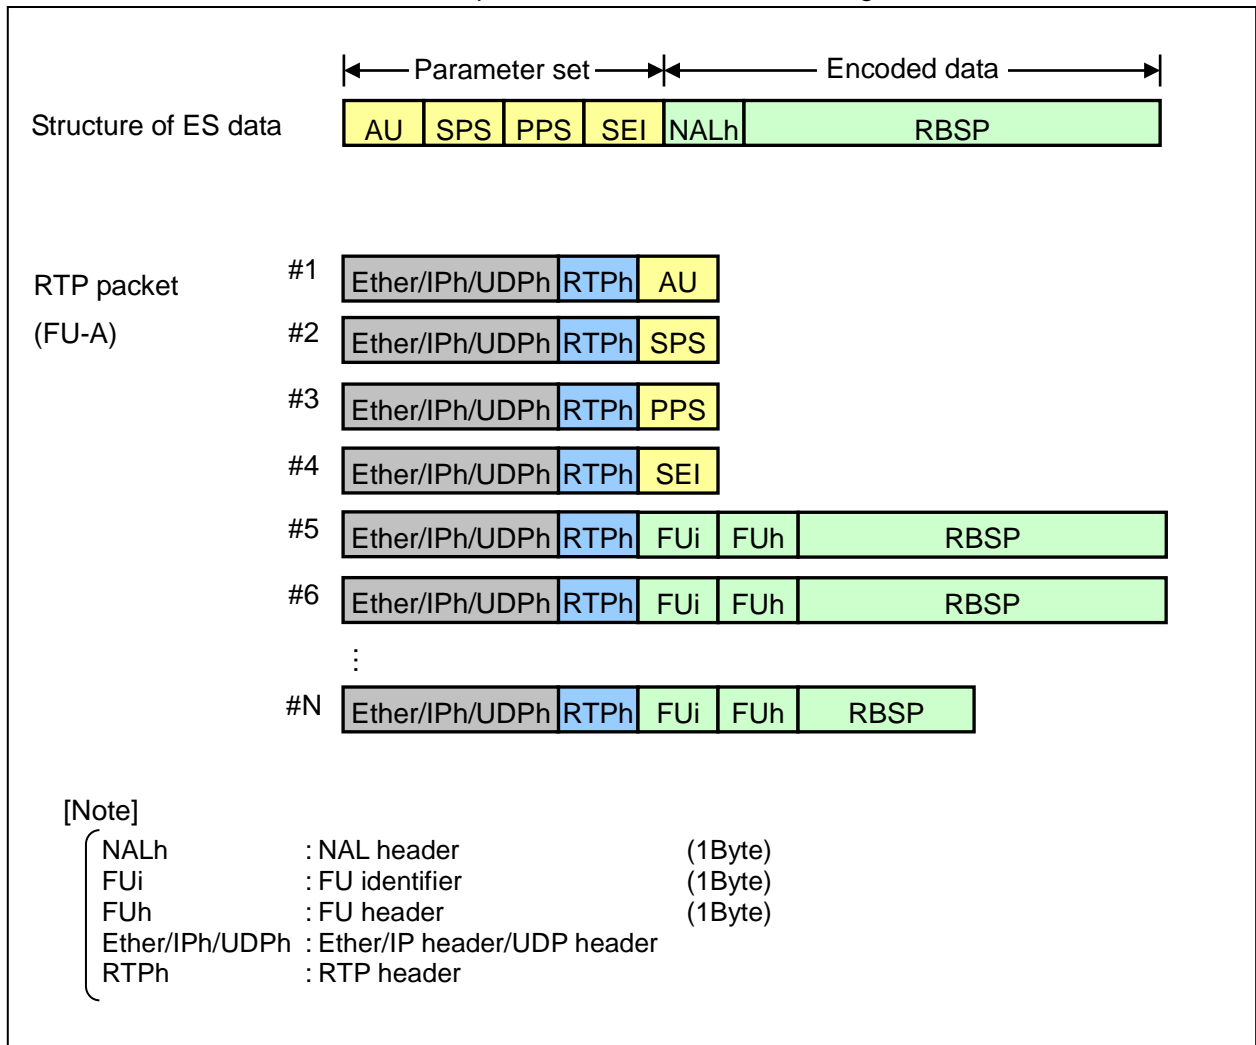 Parameter set Encoded data
Structure of ES data AU SPS PPS SEI NALh RBSP
RTP packet
(FU-A)
#1 Ether/IPh/UDPh RTPh AU
#2 Ether/IPh/UDPh RTPh SPS
#3 Ether/IPh/UDPh RTPh PPS
#4 Ether/IPh/UDPh RTPh SEI
#5 Ether/IPh/UDPh RTPh FUi FUh RBSP
#6 Ether/IPh/UDPh RTPh FUi FUh RBSP
⋮
#N Ether/IPh/UDPh RTPh FUi FUh RBSP
[Note]
NALh : NAL header (1Byte)
FUi : FU identifier (1Byte)
FUh : FU header (1Byte)
Ether/IPh/UDPh : Ether/IP header/UDP header
RTPh : RTP header